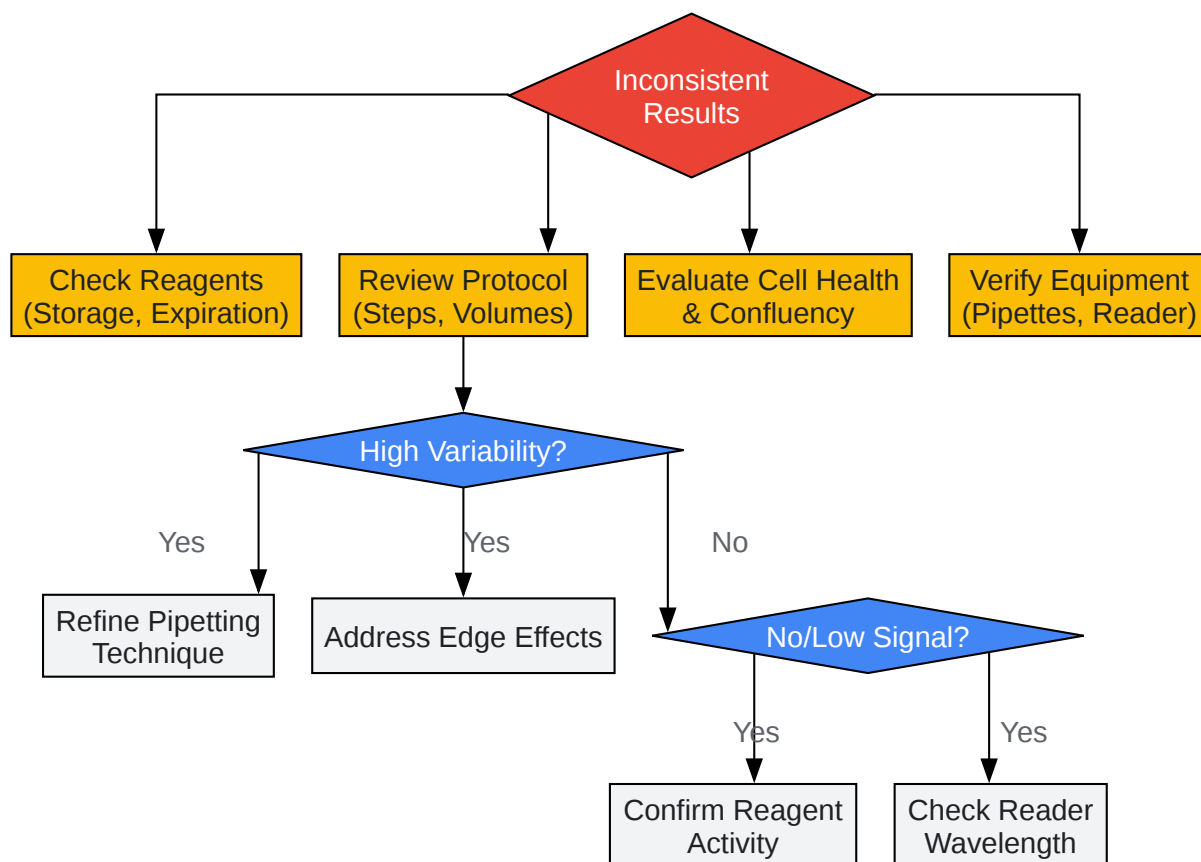 Inconsistent
Results
Check Reagents
(Storage, Expiration)
Review Protocol
(Steps, Volumes)
Evaluate Cell Health
& Confluency
Verify Equipment
(Pipettes, Reader)
High Variability?
Yes
Yes
No
Refine Pipetting
Technique
Address Edge Effects
No/Low Signal?
Yes
Yes
Confirm Reagent
Activity
Check Reader
Wavelength